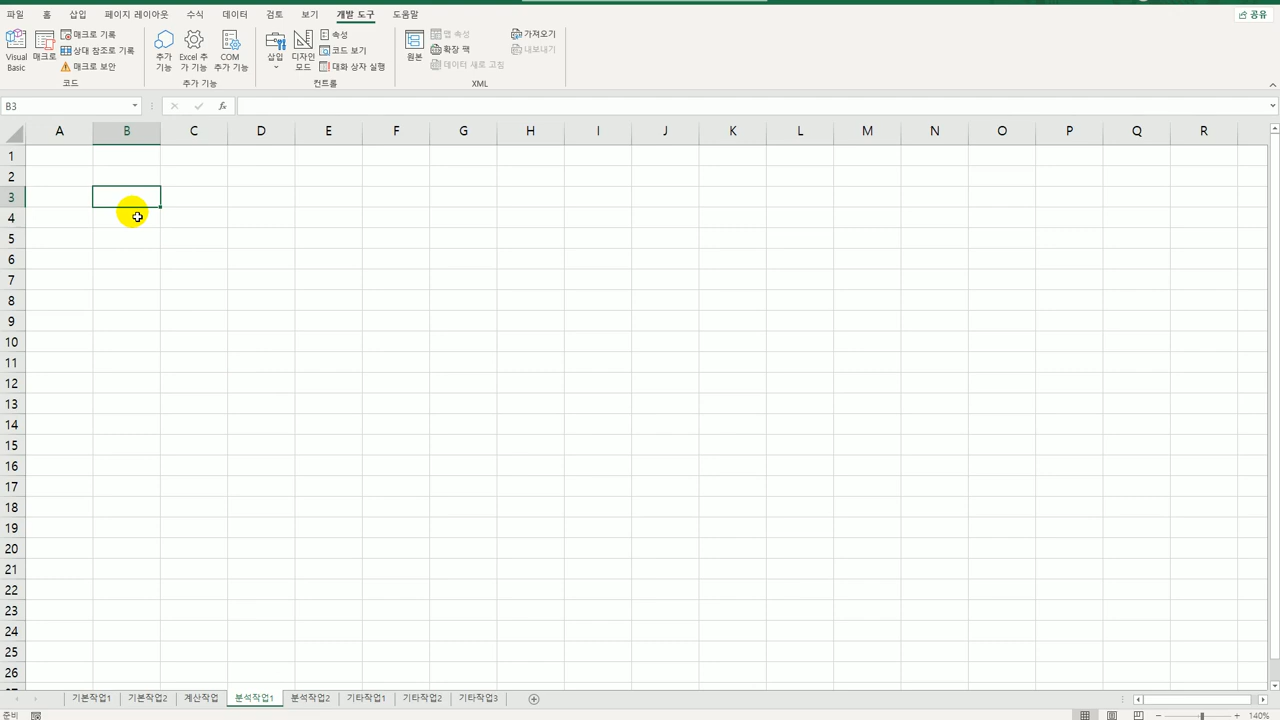 파일 홈 삽입 페이지 레이아웃 수식 데이터 검토 보기 개발 도구 도움말 공유
Visual Basic
매크로
매크로 기록
상대 참조로 기록
매크로 보안
코드
추가 기능
Excel 추가 기능
COM 추가 기능
추가 기능
삽입
디자인 모드
속성
코드 보기
대화 상자 실행
컨트롤
원본
맵 속성
확장 팩
데이터 새로 고침
가져오기
내보내기
XML
B3 fx
A B C D E F G H I J K L M N O P Q R
1
2
3
4
5
6
7
8
9
10
11
12
13
14
15
16
17
18
19
20
21
22
23
24
25
26
기본작업1 기본작업2 계산작업 분석작업1 분석작업2 기타작업1 기타작업2 기타작업3
준비 140%